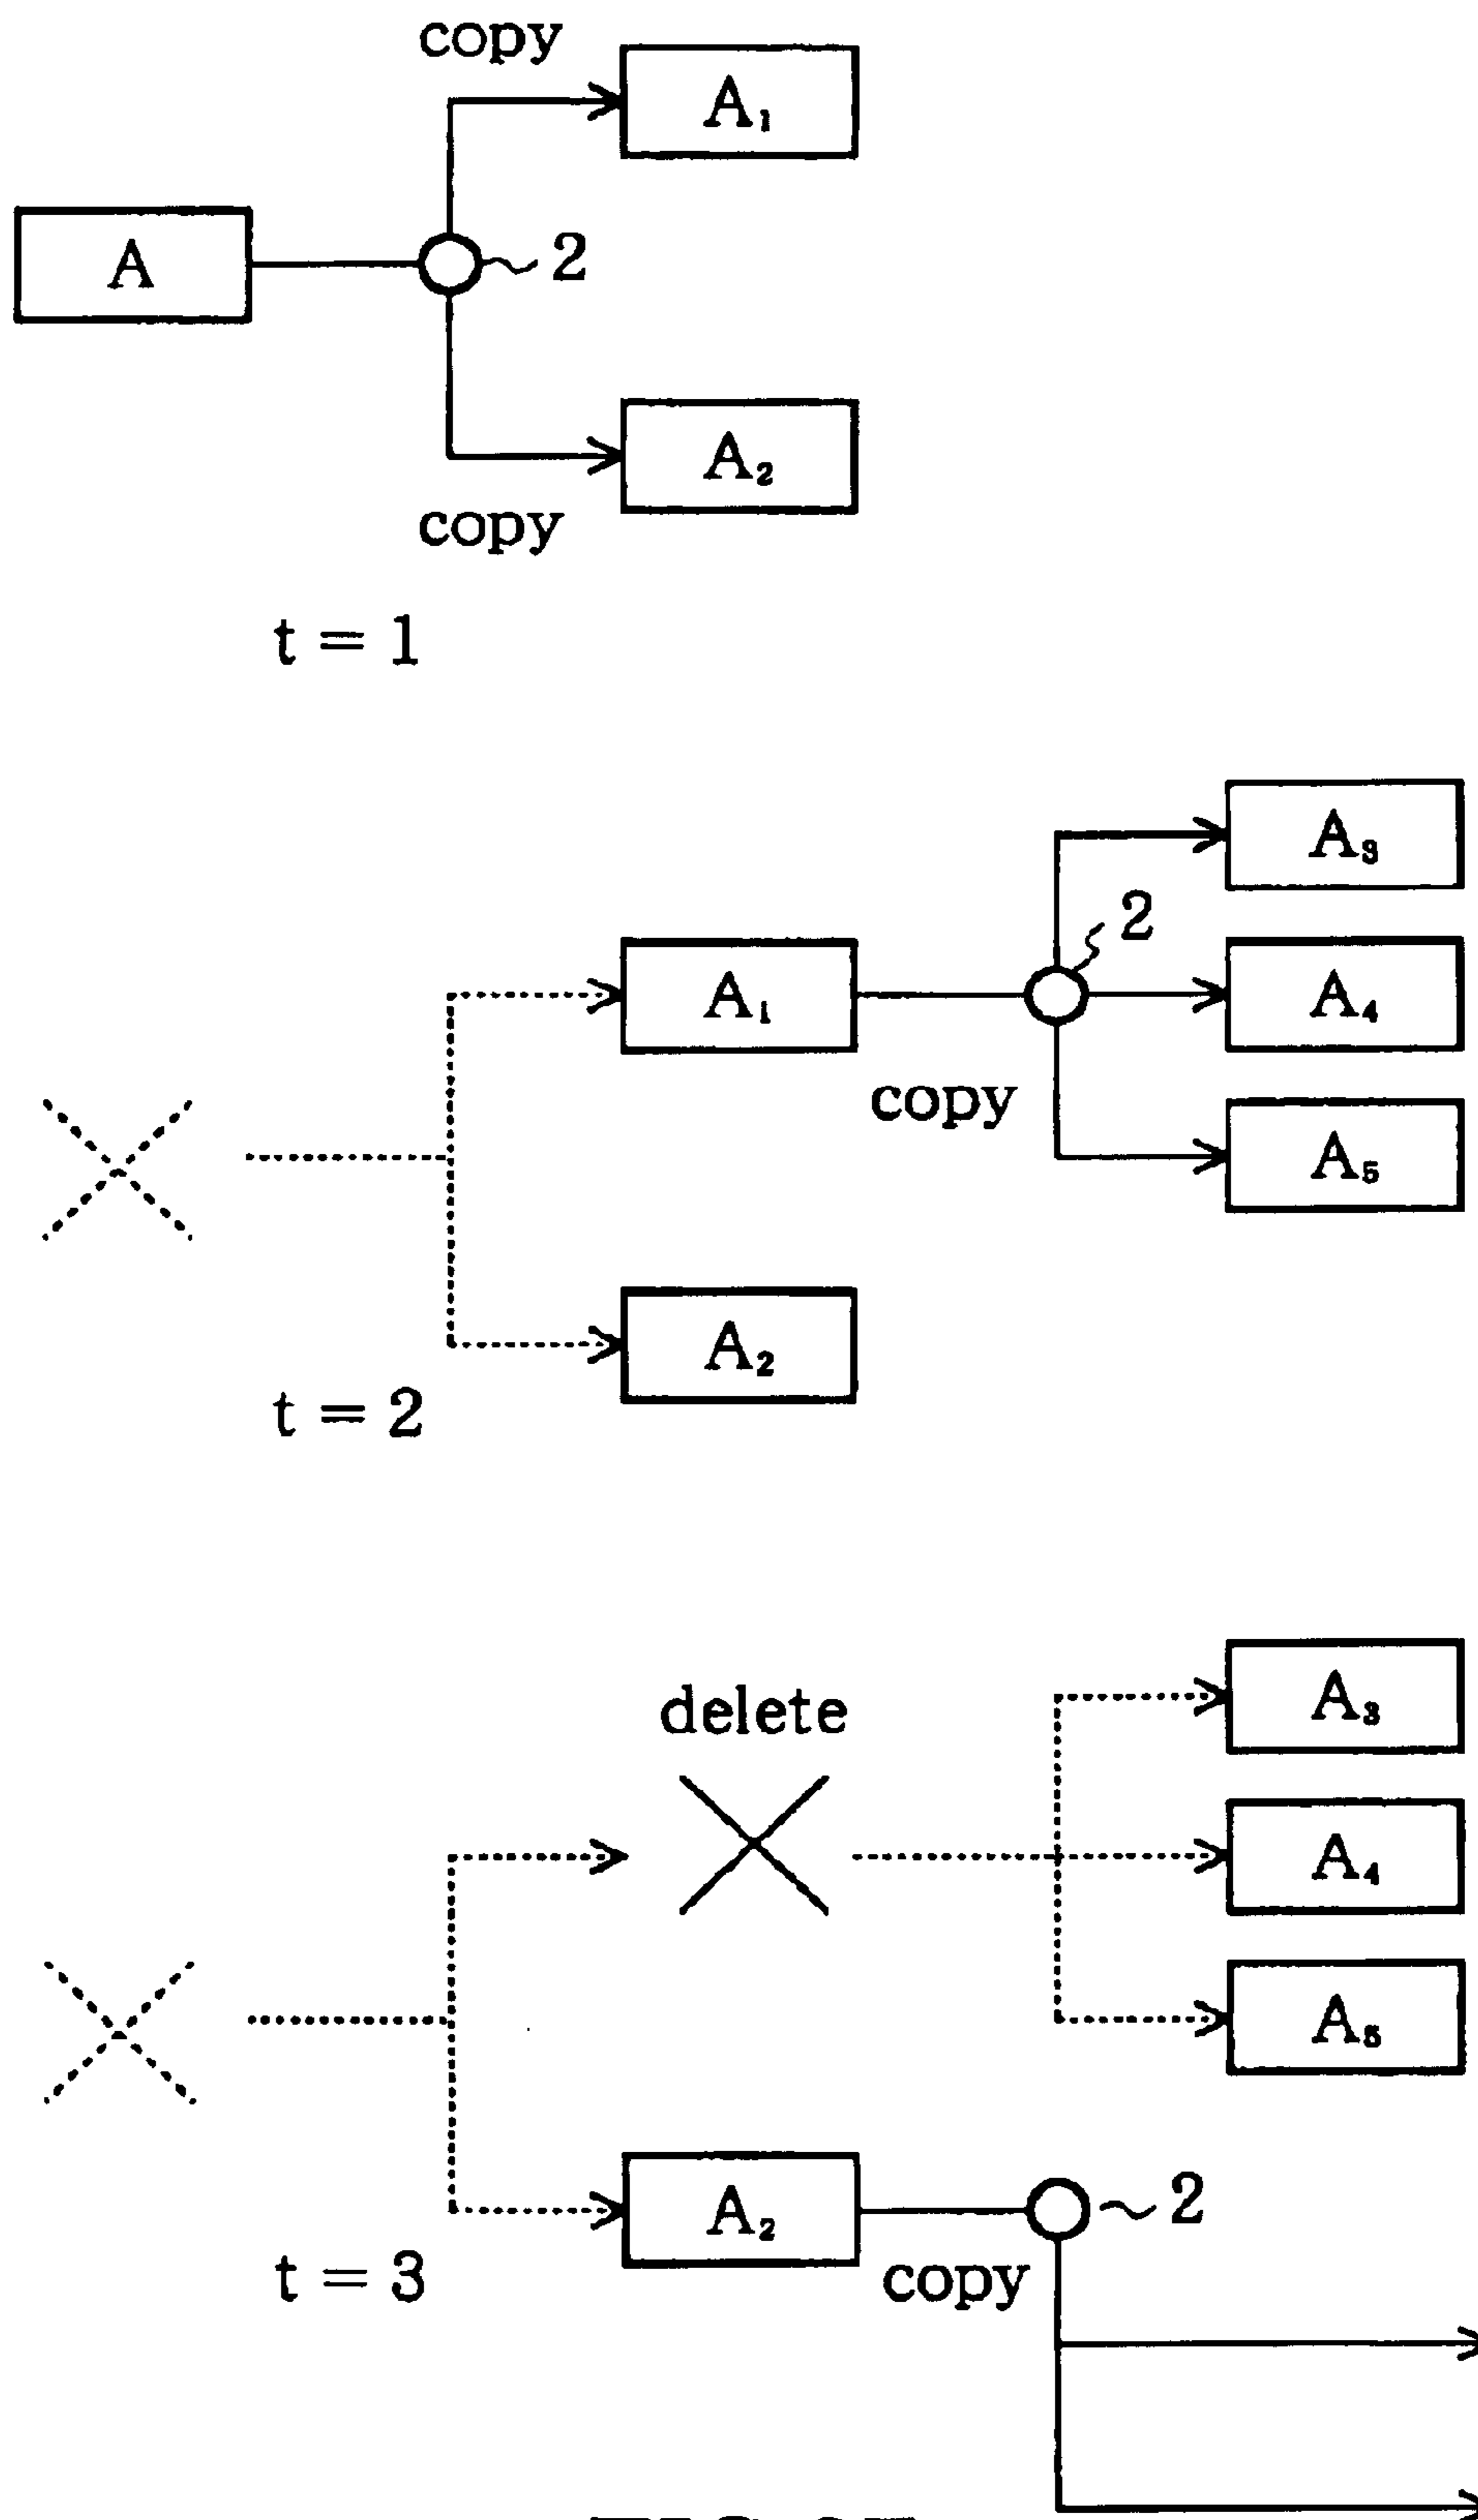 copy
A₁
A
2
A₂
copy
t = 1
A₃
2
A₁
A₄
copy
A₅
A₂
t = 2
A₃
delete
A₄
A₅
A₂
2
t = 3
copy